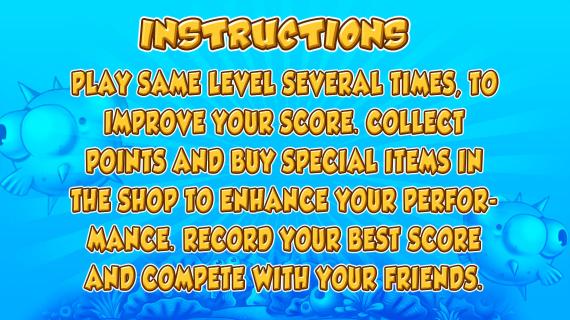 INSTRUCTIONS
PLAY SAME LEVEL SEVERAL TIMES, TO
IMPROVE YOUR SCORE. COLLECT
POINTS AND BUY SPECIAL ITEMS IN
THE SHOP TO ENHANCE YOUR PERFOR-
MANCE. RECORD YOUR BEST SCORE
AND COMPETE WITH YOUR FRIENDS.